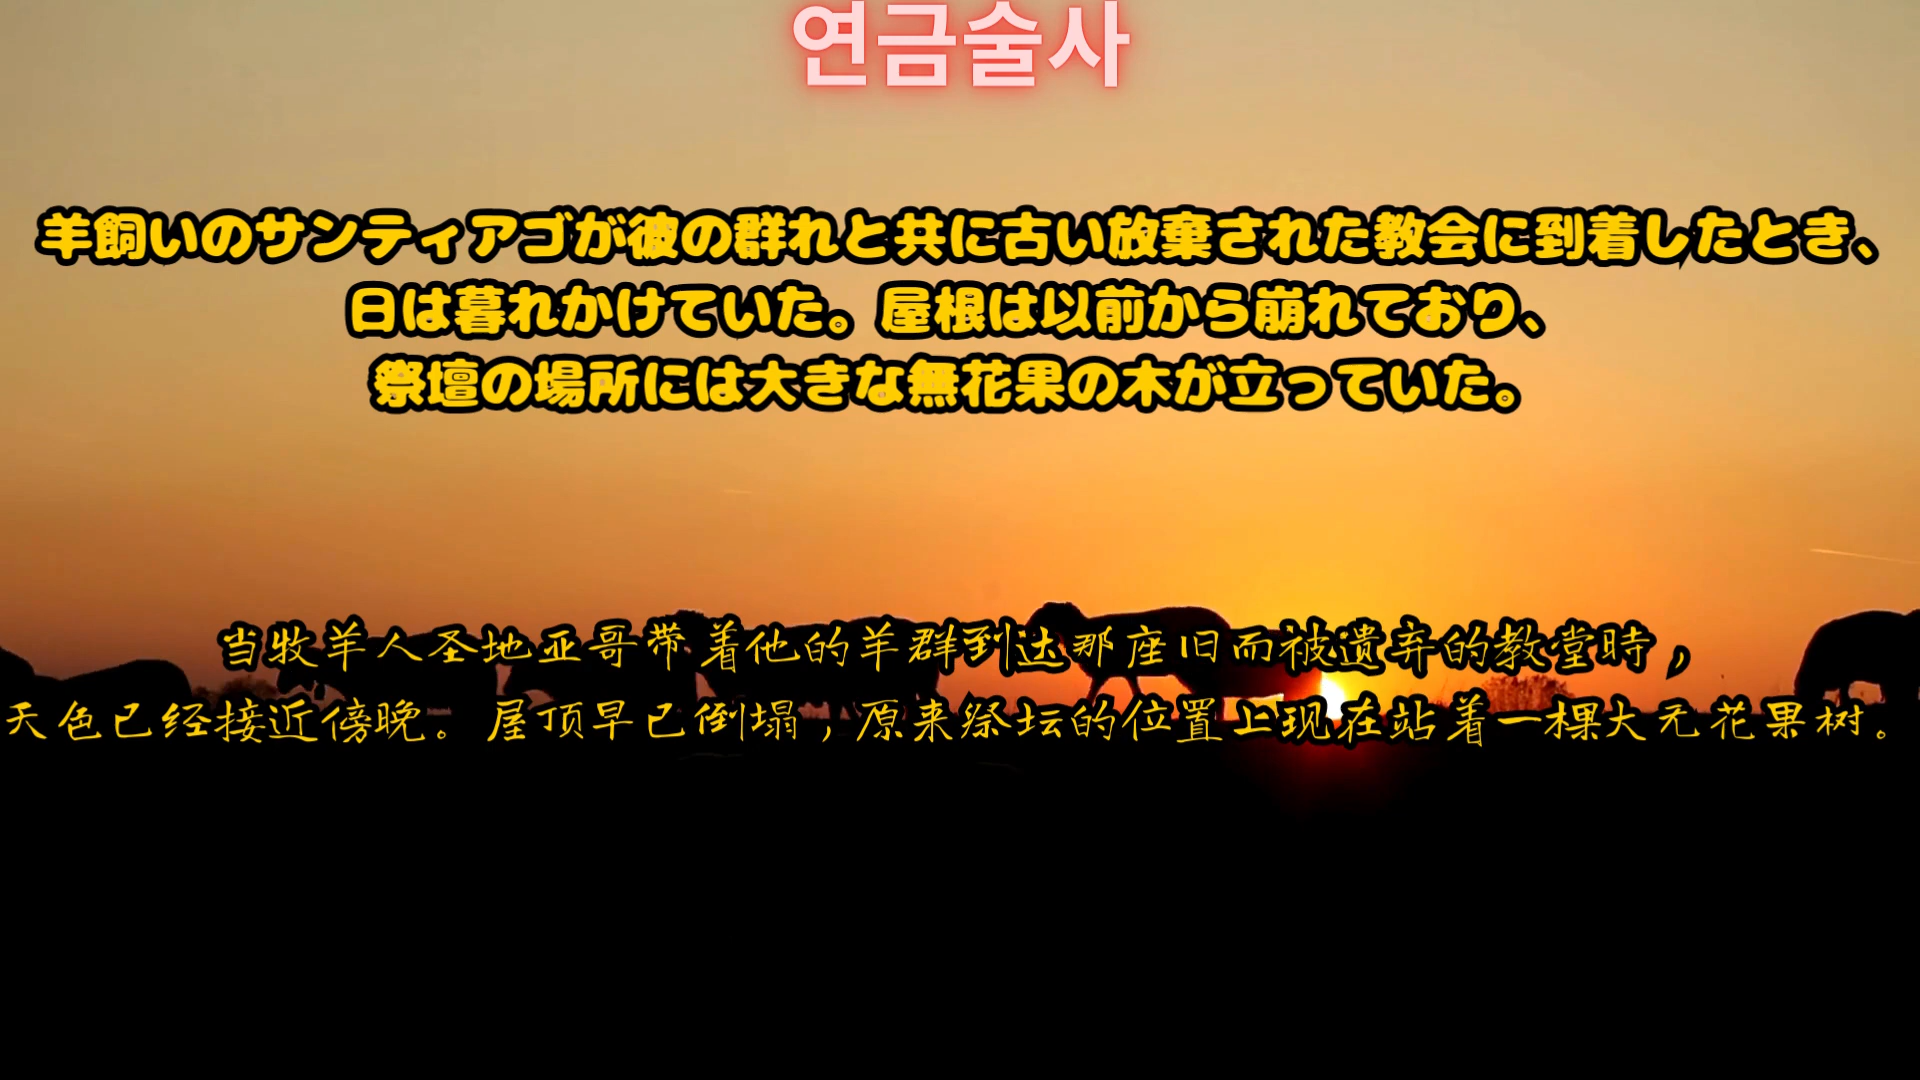 연금술사
羊飼いのサンティアゴが彼の群れと共に古い放棄された教会に到着したとき、
日は暮れかけていた。屋根は以前から崩れており、
祭壇の場所には大きな無花果の木が立っていた。
当牧羊人圣地亚哥带着他的羊群到达那座旧而被遗弃的教堂時，
天色已经接近傍晚。屋顶早已倒塌，原来祭坛的位置上现在站着一棵大无花果树。